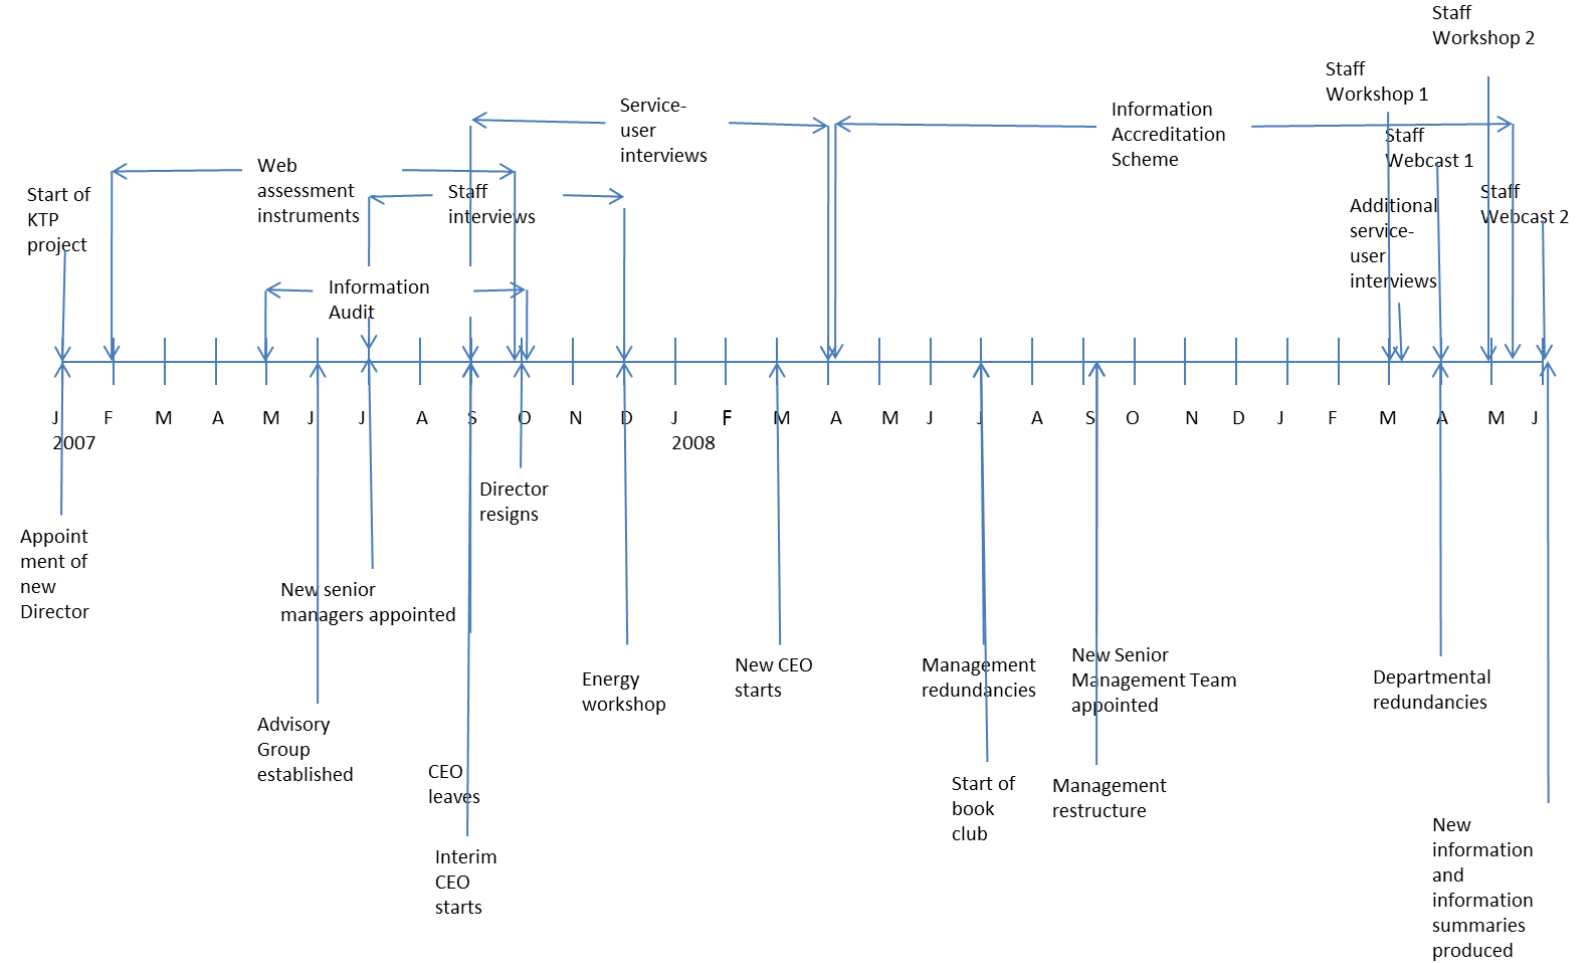 Staff
Workshop 2
Staff
Workshop 1
Service-
user
interviews
Information
Accreditation
Scheme
Staff
Webcast 1
Web
assessment
instruments
Staff
interviews
Start of
KTP
project
Staff
Webcast 2
Additional
service-
user
interviews
Information
Audit
J F M A M J J A S O N D J F M A M J J A S O N D J F M A M J
2007 2008
Director
resigns
Appoint
ment of
new
Director
New senior
managers appointed
Energy
workshop
New CEO
starts
Management
redundancies
New Senior
Management Team
appointed
Departmental
redundancies
Advisory
Group
established
CEO
leaves
Start of
book
club
Management
restructure
Interim
CEO
starts
New
information
and
information
summaries
produced